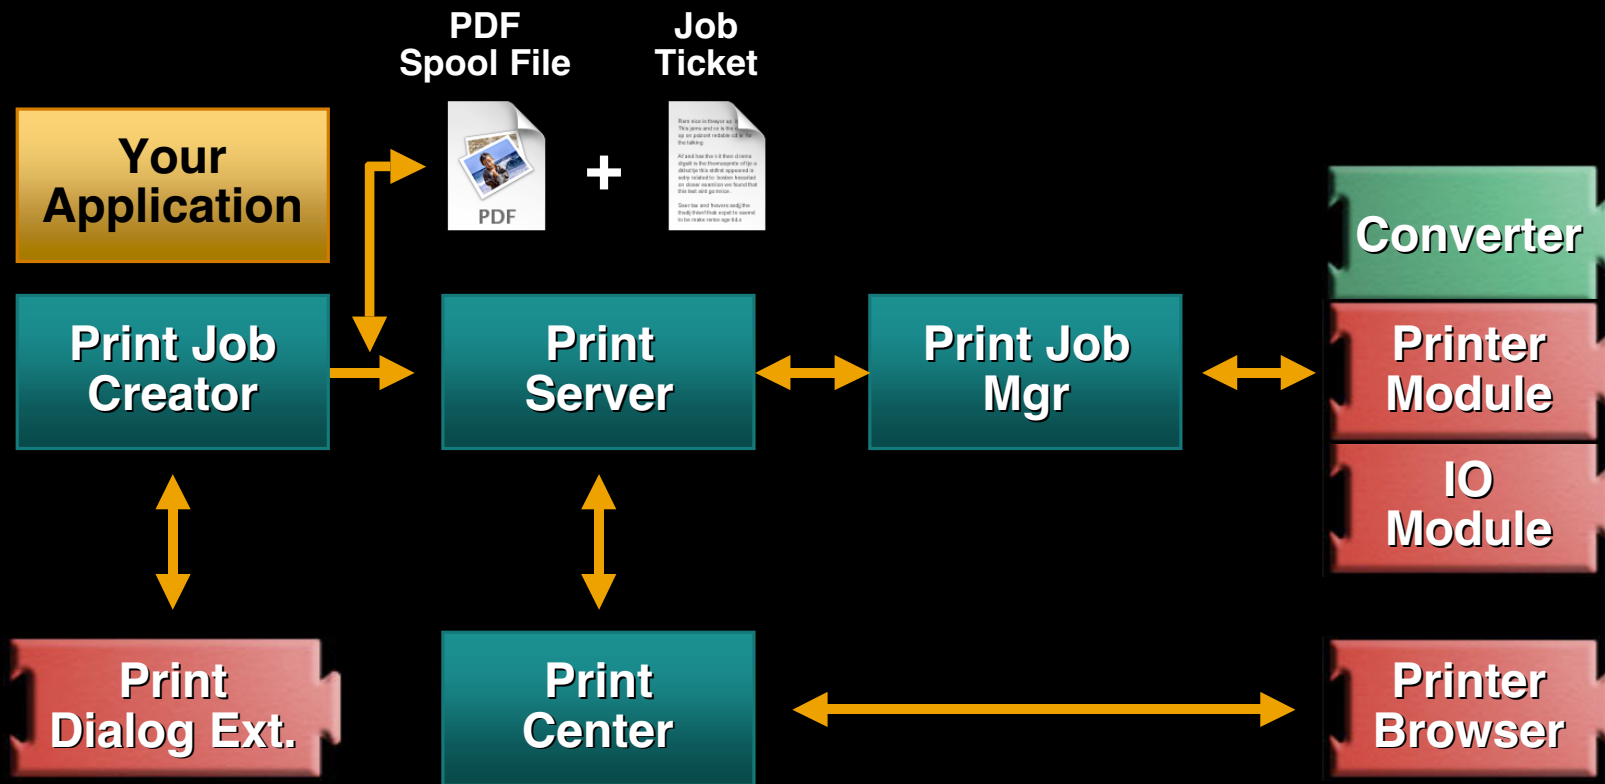 PDF
Spool File
Job
Ticket
Your
Application
PDF
+
Converter
Print Job
Creator
Print
Server
Print Job
Mgr
Printer
Module
IO
Module
Print
Dialog Ext.
Print
Center
Printer
Browser